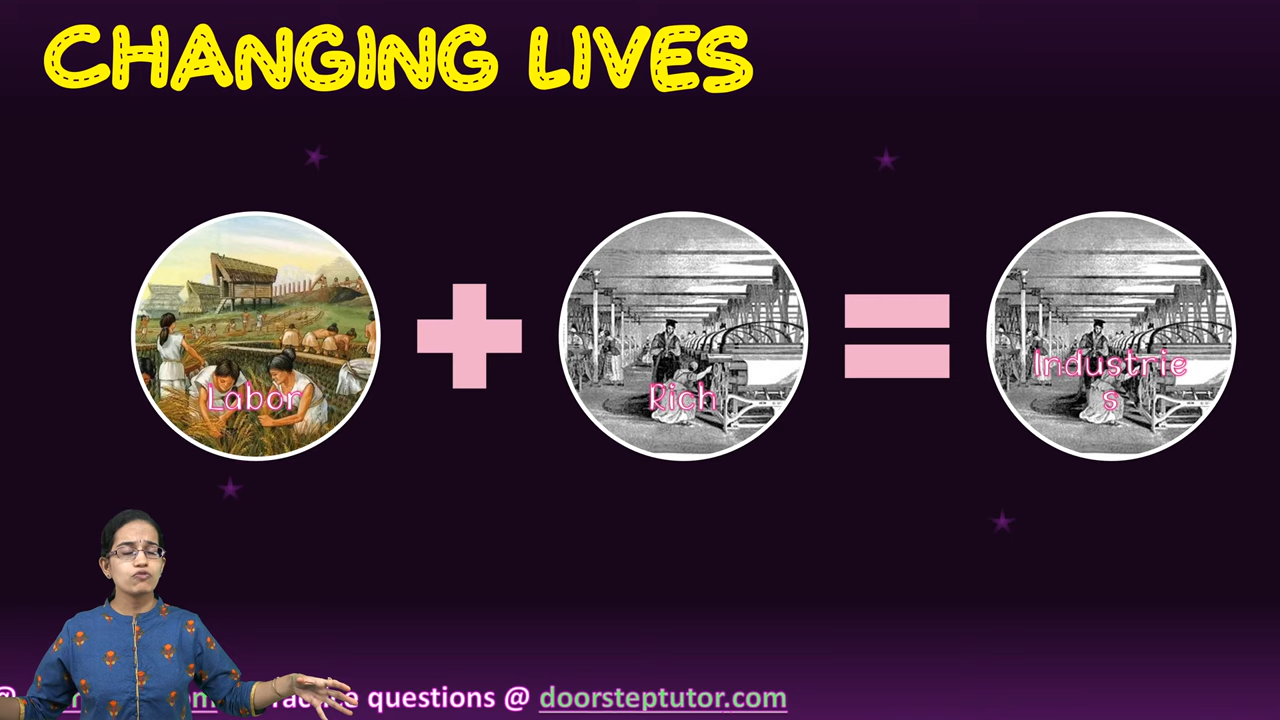 CHANGING LIVES
Labor
Rich
Industrie
s
@ questions @ doorsteptutor.com